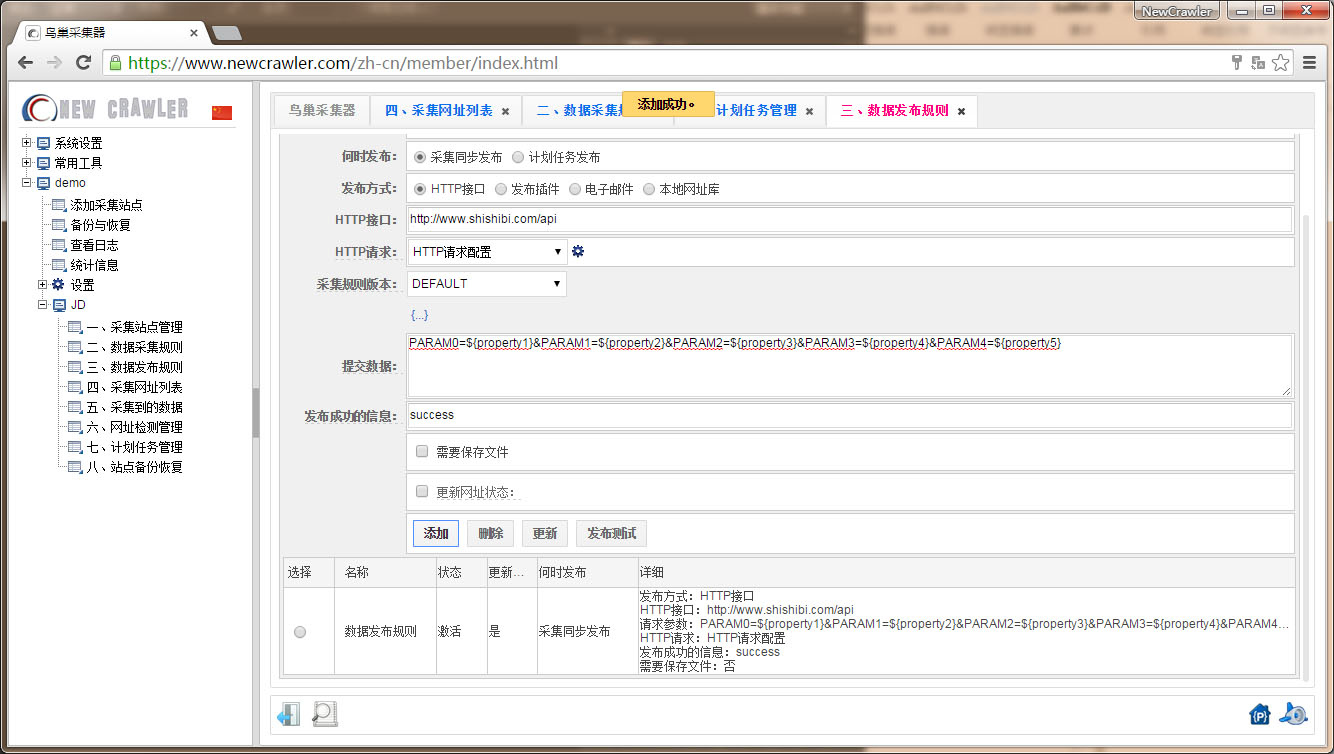 NewCrawler
鸟巢采集器
https://www.newcrawler.com/zh-cn/member/index.html
NEW CRAWLER
系统设置
常用工具
demo
添加采集站点
备份与恢复
查看日志
统计信息
设置
JD
一、采集站点管理
二、数据采集规则
三、数据发布规则
四、采集网址列表
五、采集到的数据
六、网址检测管理
七、计划任务管理
八、站点备份恢复
鸟巢采集器
四、采集网址列表
二、数据采集
添加成功。
计划任务管理
三、数据发布规则
何时发布： 采集同步发布 计划任务发布
发布方式： HTTP接口 发布插件 电子邮件 本地网址库
HTTP接口： http://www.shishibi.com/api
HTTP请求： HTTP请求配置
采集规则版本： DEFAULT
{...}
提交数据： PARAM0=${property1}&PARAM1=${property2}&PARAM2=${property3}&PARAM3=${property4}&PARAM4=${property5}
发布成功的信息： success
需要保存文件
更新网址状态：
添加 删除 更新 发布测试
选择 名称 状态 更新... 何时发布 详细
数据发布规则 激活 是 采集同步发布
发布方式：HTTP接口
HTTP接口：http://www.shishibi.com/api
请求参数：PARAM0=${property1}&PARAM1=${property2}&PARAM2=${property3}&PARAM3=${property4}&PARAM4...
HTTP请求：HTTP请求配置
发布成功的信息：success
需要保存文件：否